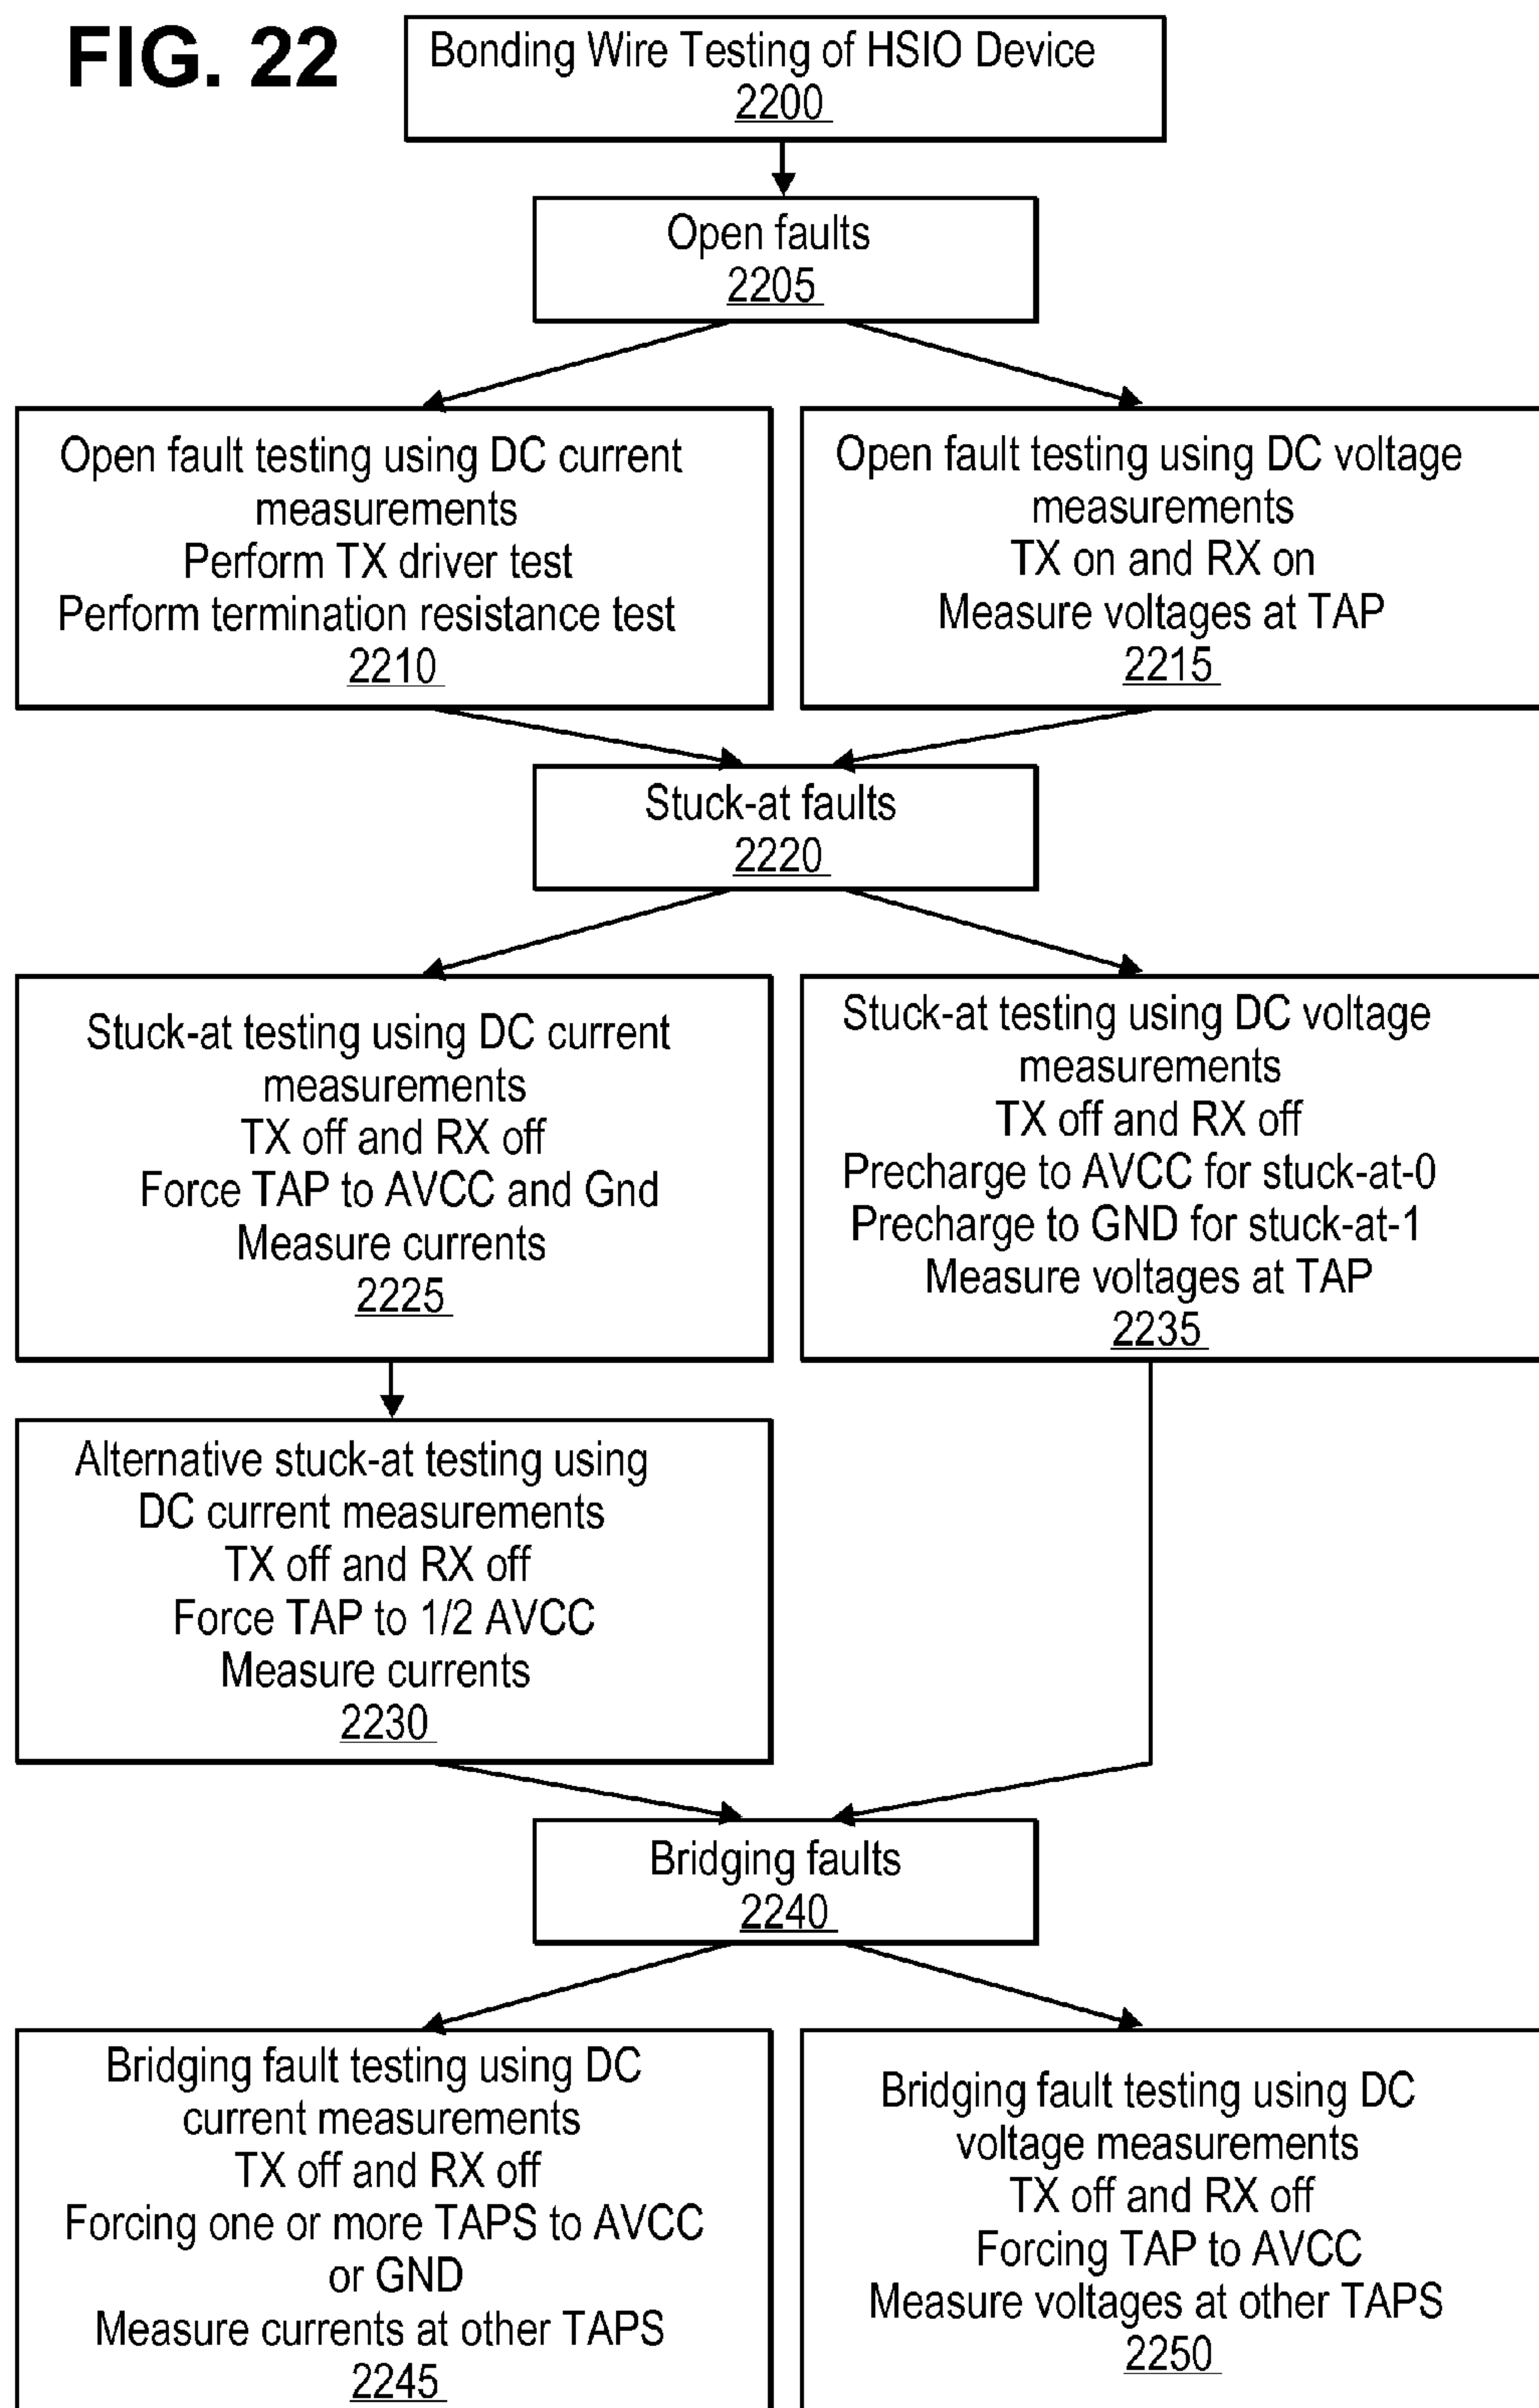 FIG. 22
Bonding Wire Testing of HSIO Device
2200
Open faults
2205
Open fault testing using DC current
measurements
Perform TX driver test
Perform termination resistance test
2210
Open fault testing using DC voltage
measurements
TX on and RX on
Measure voltages at TAP
2215
Stuck-at faults
2220
Stuck-at testing using DC current
measurements
TX off and RX off
Force TAP to AVCC and Gnd
Measure currents
2225
Stuck-at testing using DC voltage
measurements
TX off and RX off
Precharge to AVCC for stuck-at-0
Precharge to GND for stuck-at-1
Measure voltages at TAP
2235
Alternative stuck-at testing using
DC current measurements
TX off and RX off
Force TAP to 1/2 AVCC
Measure currents
2230
Bridging faults
2240
Bridging fault testing using DC
current measurements
TX off and RX off
Forcing one or more TAPS to AVCC
or GND
Measure currents at other TAPS
2245
Bridging fault testing using DC
voltage measurements
TX off and RX off
Forcing TAP to AVCC
Measure voltages at other TAPS
2250